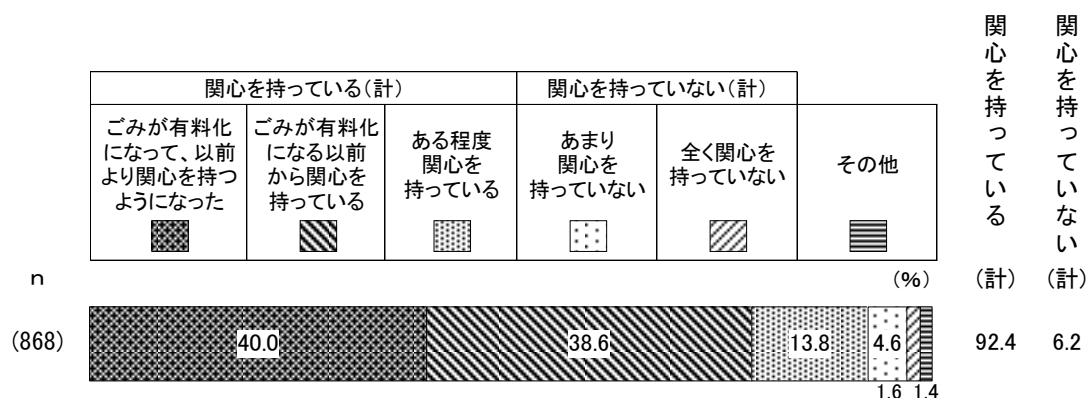 関心を持っている(計)
関心を持っていない(計)
ごみが有料化
になって、以前
より関心を持つ
ようになった
ごみが有料化
になる以前
から関心を
持っている
ある程度
関心を
持っている
あまり
関心を
持っていない
全く関心を
持っていない
その他
関心を持っている
(計)
関心を持っていない
(計)
n
(%)
(868)
40.0
38.6
13.8
4.6
1.6
1.4
92.4
6.2